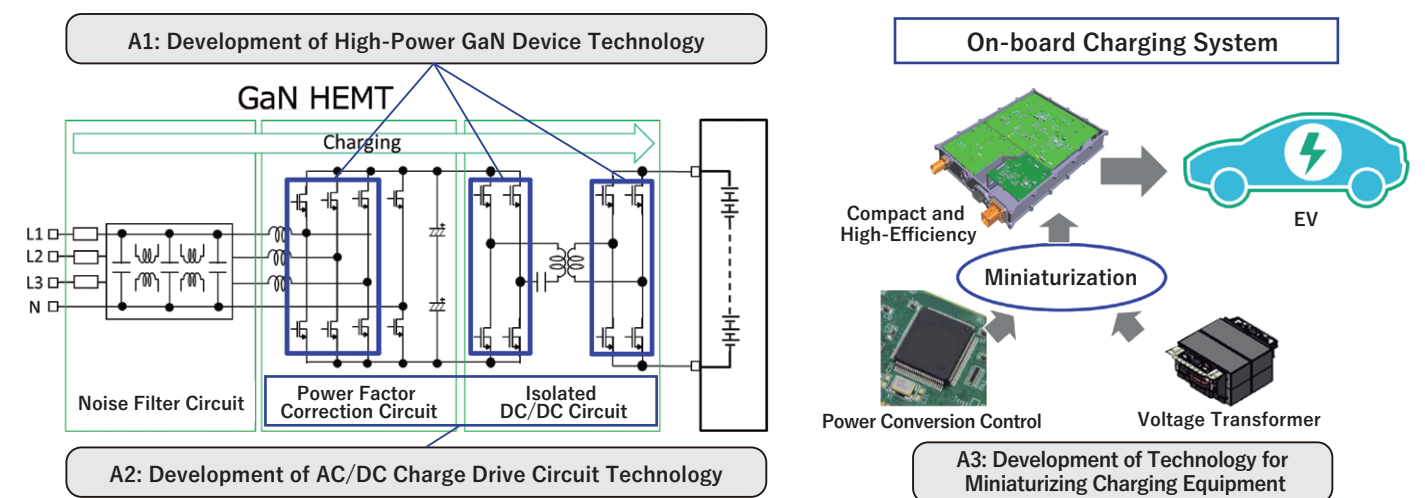 A1: Development of High-Power GaN Device Technology
GaN HEMT
Charging
L1
L2
L3
N
Noise Filter Circuit
Power Factor
Correction Circuit
Isolated
DC/DC Circuit
A2: Development of AC/DC Charge Drive Circuit Technology
On-board Charging System
Compact and
High-Efficiency
EV
Miniaturization
Power Conversion Control
Voltage Transformer
A3: Development of Technology for
Miniaturizing Charging Equipment